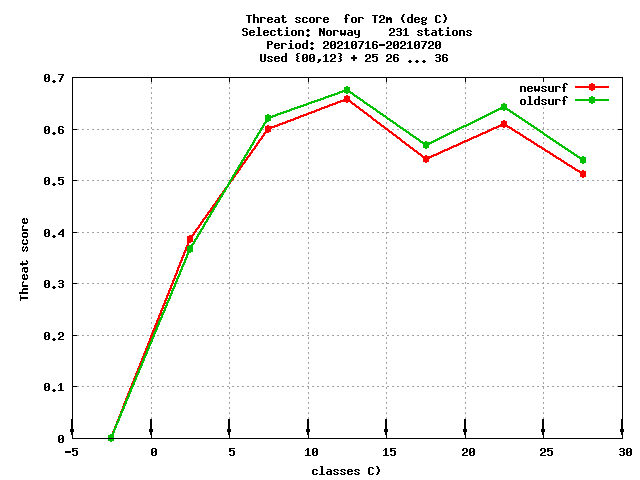 Threat score  for T2m (deg C)
Selection: Norway    231 stations
Period: 20210716-20210720
Used {00,12} + 25 26 ... 36
newsurf
oldsurf
0.7
0.6
0.5
0.4
0.3
0.2
0.1
0
Threat score
-5 0 5 10 15 20 25 30
classes C)